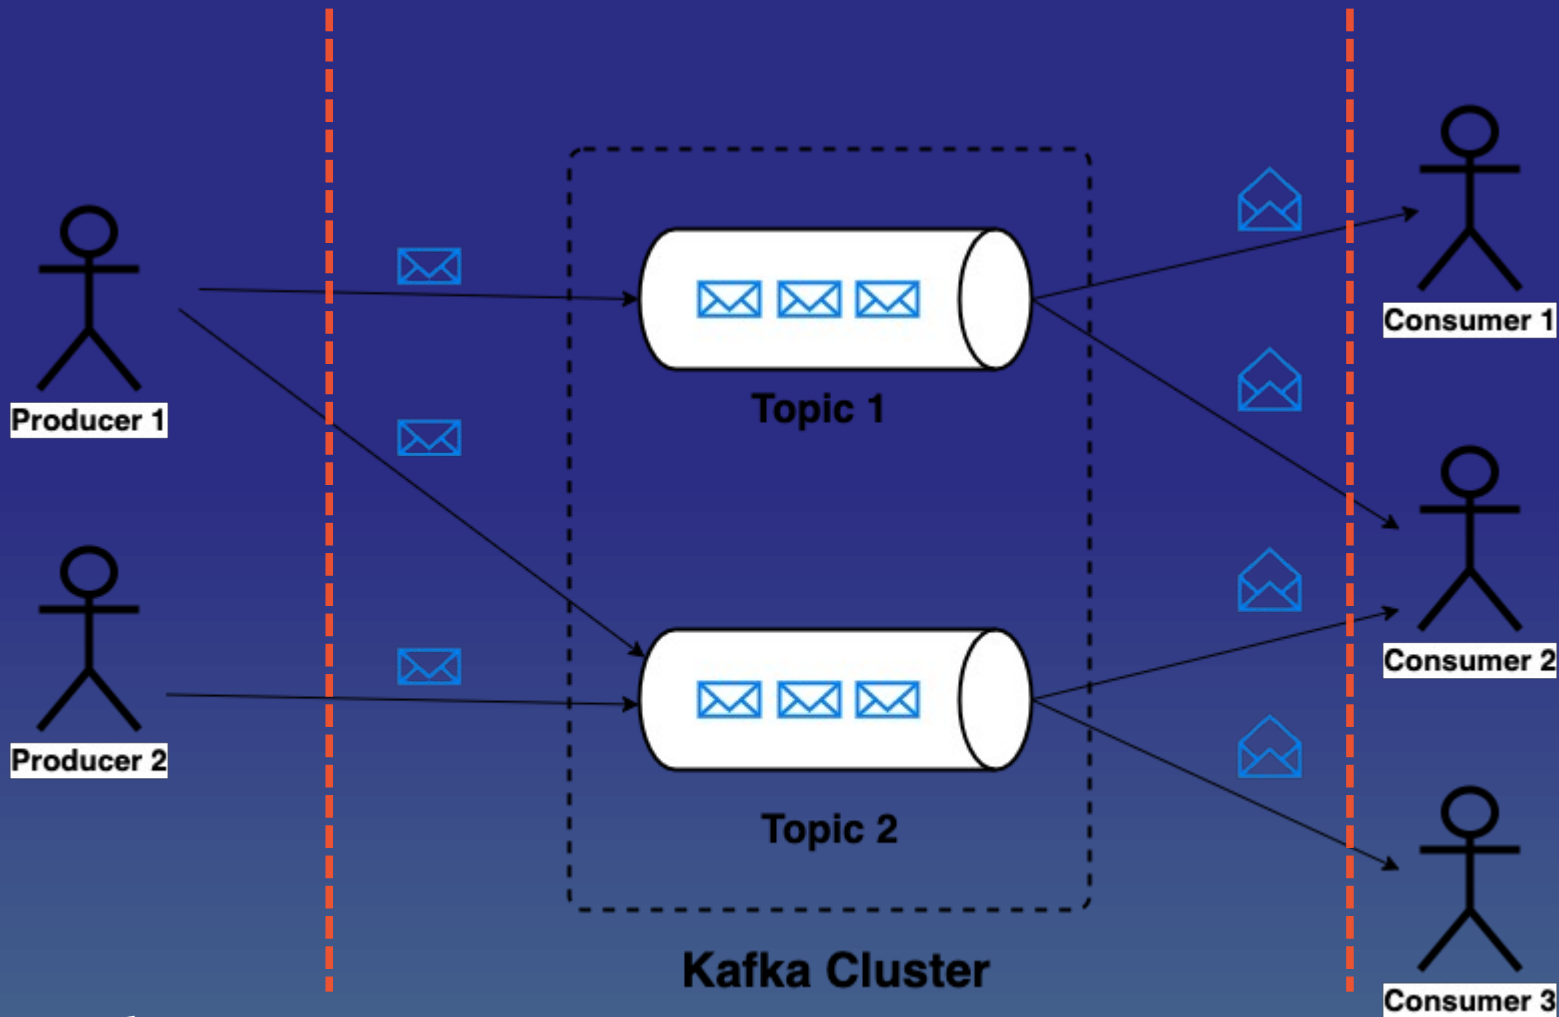 Producer 1
Producer 2
Topic 1
Topic 2
Kafka Cluster
Consumer 1
Consumer 2
Consumer 3